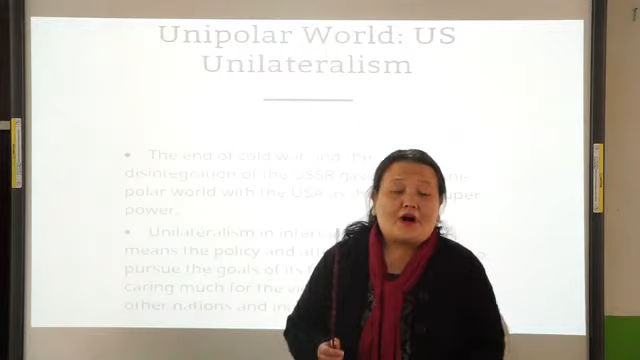 Unipolar World: US
Unilateralism
• The end of cold war and the
disintegration of the USSR gave
polar world with the USA super
power.
• Unilateralism in
means the policy and
pursue the goals of its
caring much for the
other nations and